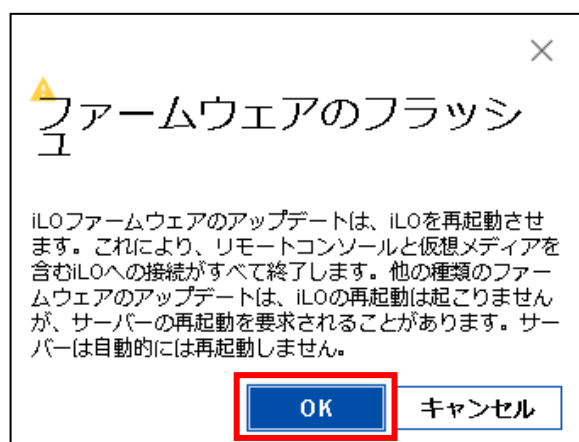 ファームウェアのフラッシ
ュ
iLOファームウェアのアップデートは、iLOを再起動させ
ます。これにより、リモートコンソールと仮想メディアを
含むiLOへの接続がすべて終了します。他の種類のファー
ムウェアのアップデートは、iLOの再起動は起こりません
が、サーバーの再起動を要求されることがあります。サー
バーは自動的には再起動しません。
OK キャンセル